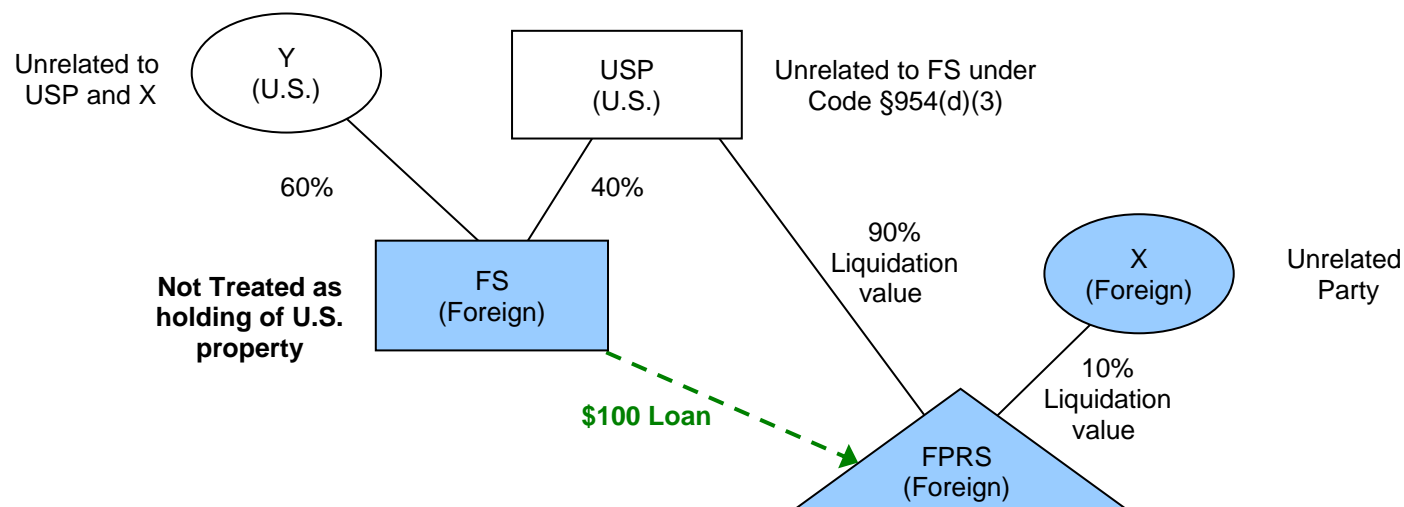 Unrelated to
USP and X
Y
(U.S.)
USP
(U.S.)
Unrelated to FS under
Code §954(d)(3)
60%
40%
90%
Liquidation
value
X
(Foreign)
Unrelated
Party
Not Treated as
holding of U.S.
property
FS
(Foreign)
10%
Liquidation
value
$100 Loan
FPRS
(Foreign)